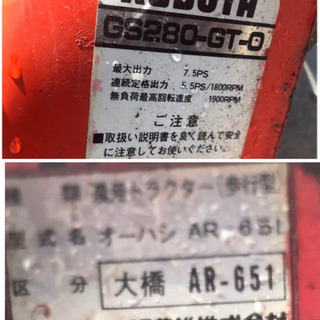 KUBOTA
GS280-GT-0
最大出力 7.5PS
連続定格出力 5.5PS/1800RPM
無負荷最高回転速度 1900RPM
ご注意
■取扱い説明書を良く読んで安全
に注意してお使いください。
種 類 農用トラクター(歩行型)
型式名 オーハシ AR-651
区 分 大橋 AR-651